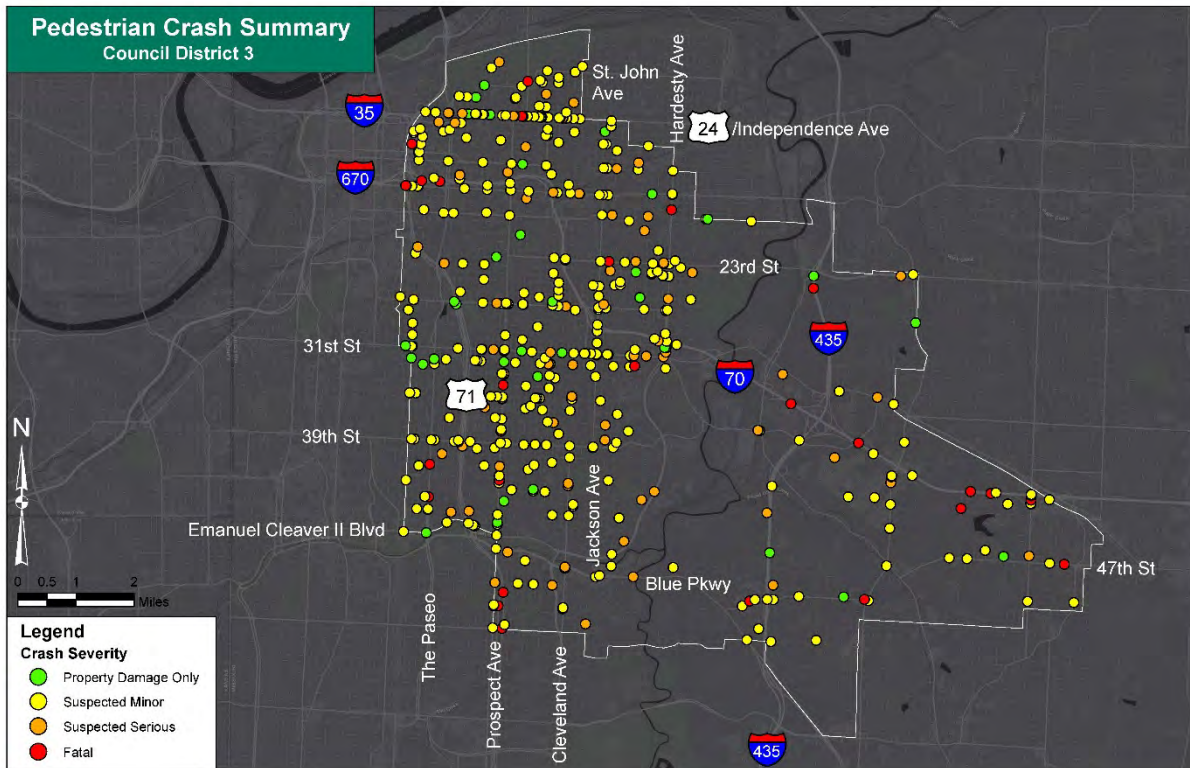 Pedestrian Crash Summary
Council District 3
St. John
Ave
Hardesty Ave
35
24
/Independence Ave
670
23rd St
31st St
435
70
71
N
39th St
Jackson Ave
Emanuel Cleaver II Blvd
0 0.5 1 2
Miles
Blue Pkwy
47th St
The Paseo
Prospect Ave
Cleveland Ave
435
Legend
Crash Severity
Property Damage Only
Suspected Minor
Suspected Serious
Fatal